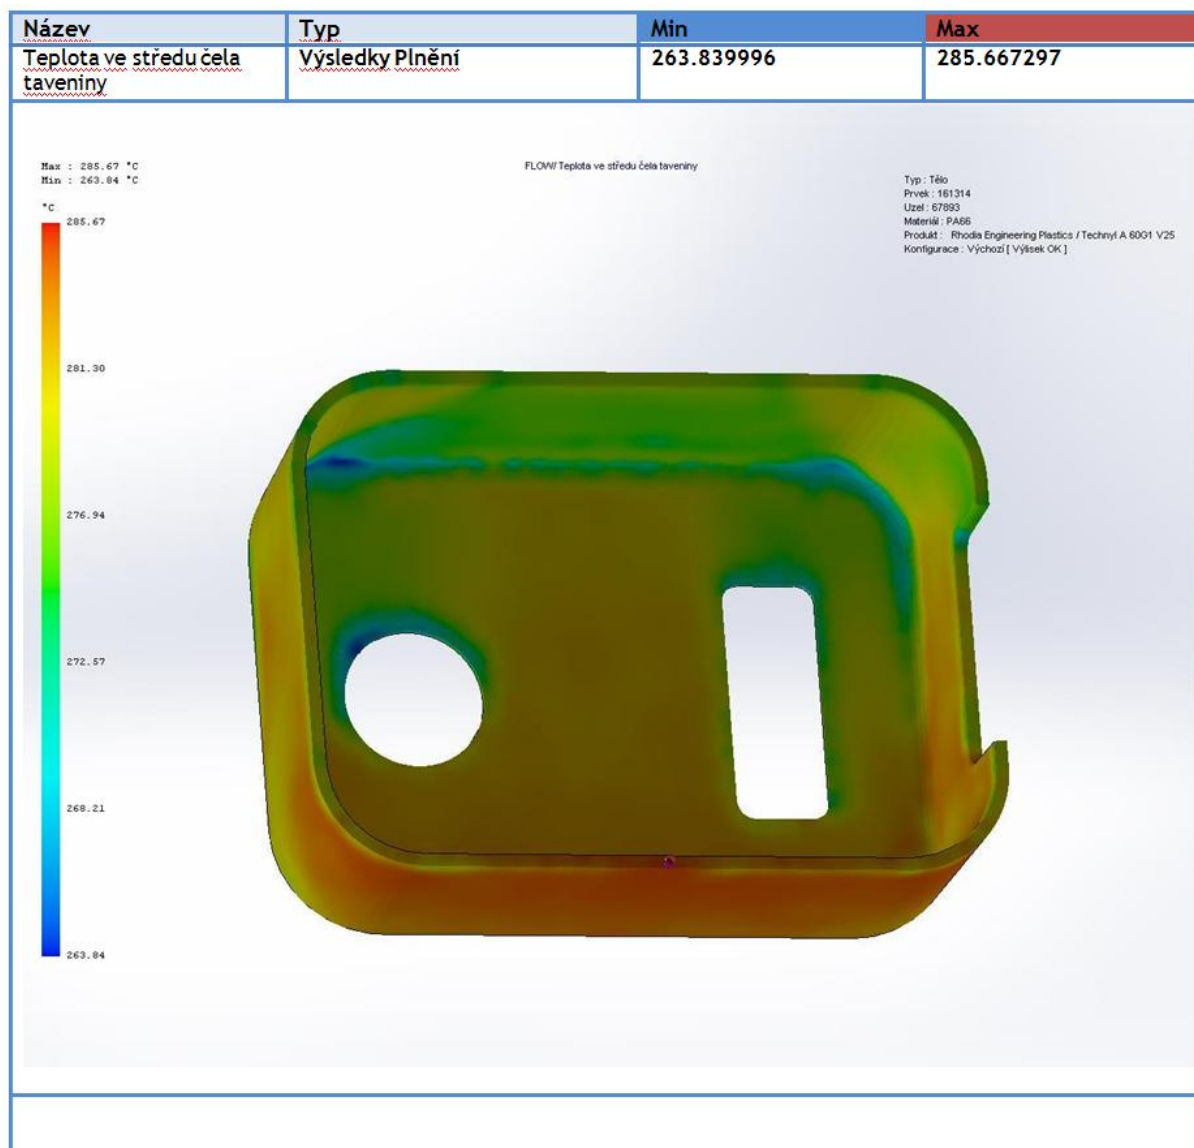 Název Typ Min Max
Teplota ve středu čela taveniny Výsledky Plnění 263.839996 285.667297
Max : 285.67 °C
Min : 263.84 °C
FLOW/ Teplota ve středu čela taveniny
Typ : Tělo
Prvek : 161314
Uzel : 67893
Materiál : PA66
Produkt : Rhodia Engineering Plastics / Technyl A 60G1 V25
Konfigurace : Výchozí [ Výlisek OK ]
°C
285.67
281.30
276.94
272.57
268.21
263.84